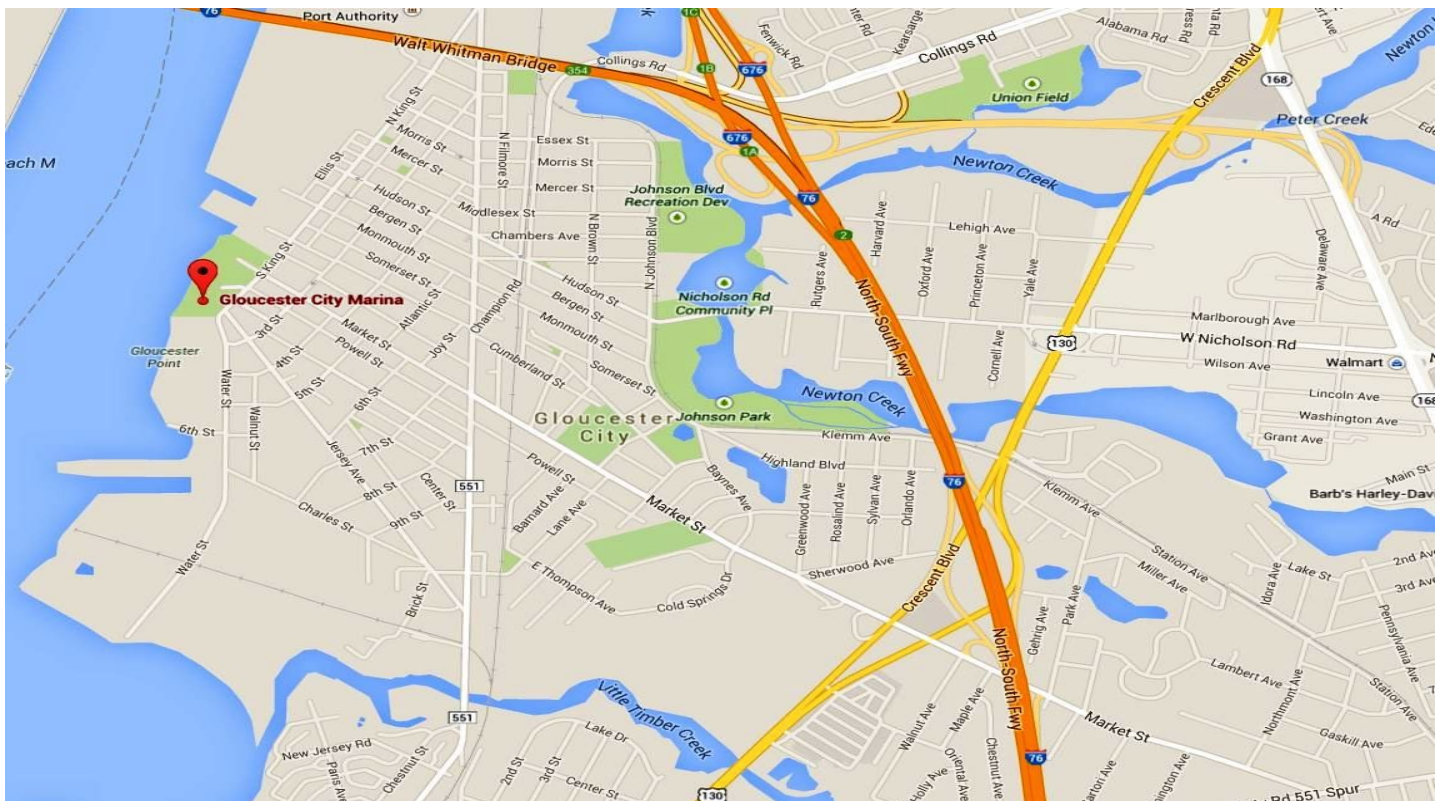 76
Port Authority
Walt Whitman Bridge
354
1C
1B
Collings Rd
676
Fenwick Rd
Kearsarge
Collings Rd
Alabama Rd
Union Field
Crescent Blvd
168
Peter Creek
Newton Creek
Newton
each M
N King St
Morris St
Mercer St
Ellis St
N Filmore St
Essex St
Morris St
Mercer St
Middlesex St
Chambers Ave
N Brown St
N Johnson Blvd
Johnson Blvd
Recreation Dev
676
1A
76
2
Harvard Ave
Lehigh Ave
A Rd
Delaware Ave
Hudson St
Bergen St
Monmouth St
Somerset St
S King St
Gloucester City Marina
Gloucester
Point
3rd St
4th St
5th St
6th St
7th St
8th St
9th St
Market St
Powell St
Atlantic St
Joy St
Champion Rd
Hudson St
Bergen St
Monmouth St
Somerset St
Cumberland St
Nicholson Rd
Community Pl
Rutgers Ave
Oxford Ave
Princeton Ave
Yale Ave
Cornell Ave
North-South Fwy
130
Marlborough Ave
W Nicholson Rd
Wilson Ave
Walmart
Lincoln Ave
168
Washington Ave
Grant Ave
Main St
Barb's Harley-Dav
Newton Creek
Johnson Park
Gloucester
City
Klemm Ave
Highland Blvd
Water St
Walnut St
6th St
Jersey Ave
Center St
Charles St
Water St
Brick St
551
Powell St
Barnard Ave
Lane Ave
E Thompson Ave
Baynes Ave
Market St
Cold Springs Dr
Greenwood Ave
Rosalind Ave
Sylvan Ave
Orlando Ave
Sherwood Ave
76
Crescent Blvd
Klemm Ave
Station Ave
Miller Ave
Park Ave
Gehrig Ave
Idora Ave
Lake St
2nd Av
3rd Ave
Pennsylvania Ave
Lambert Ave
Northmont Ave
Station Ave
Gaskill Ave
Market St
North-South Fwy
76
Walnut Ave
Maple Ave
Holly Ave
Oriental Ave
Chestnut Ave
Rd 551 Spur
551
Little Timber Creek
New Jersey Rd
Paris Ave
Chestnut St
Lake Dr
2nd St
3rd St
Center St
130